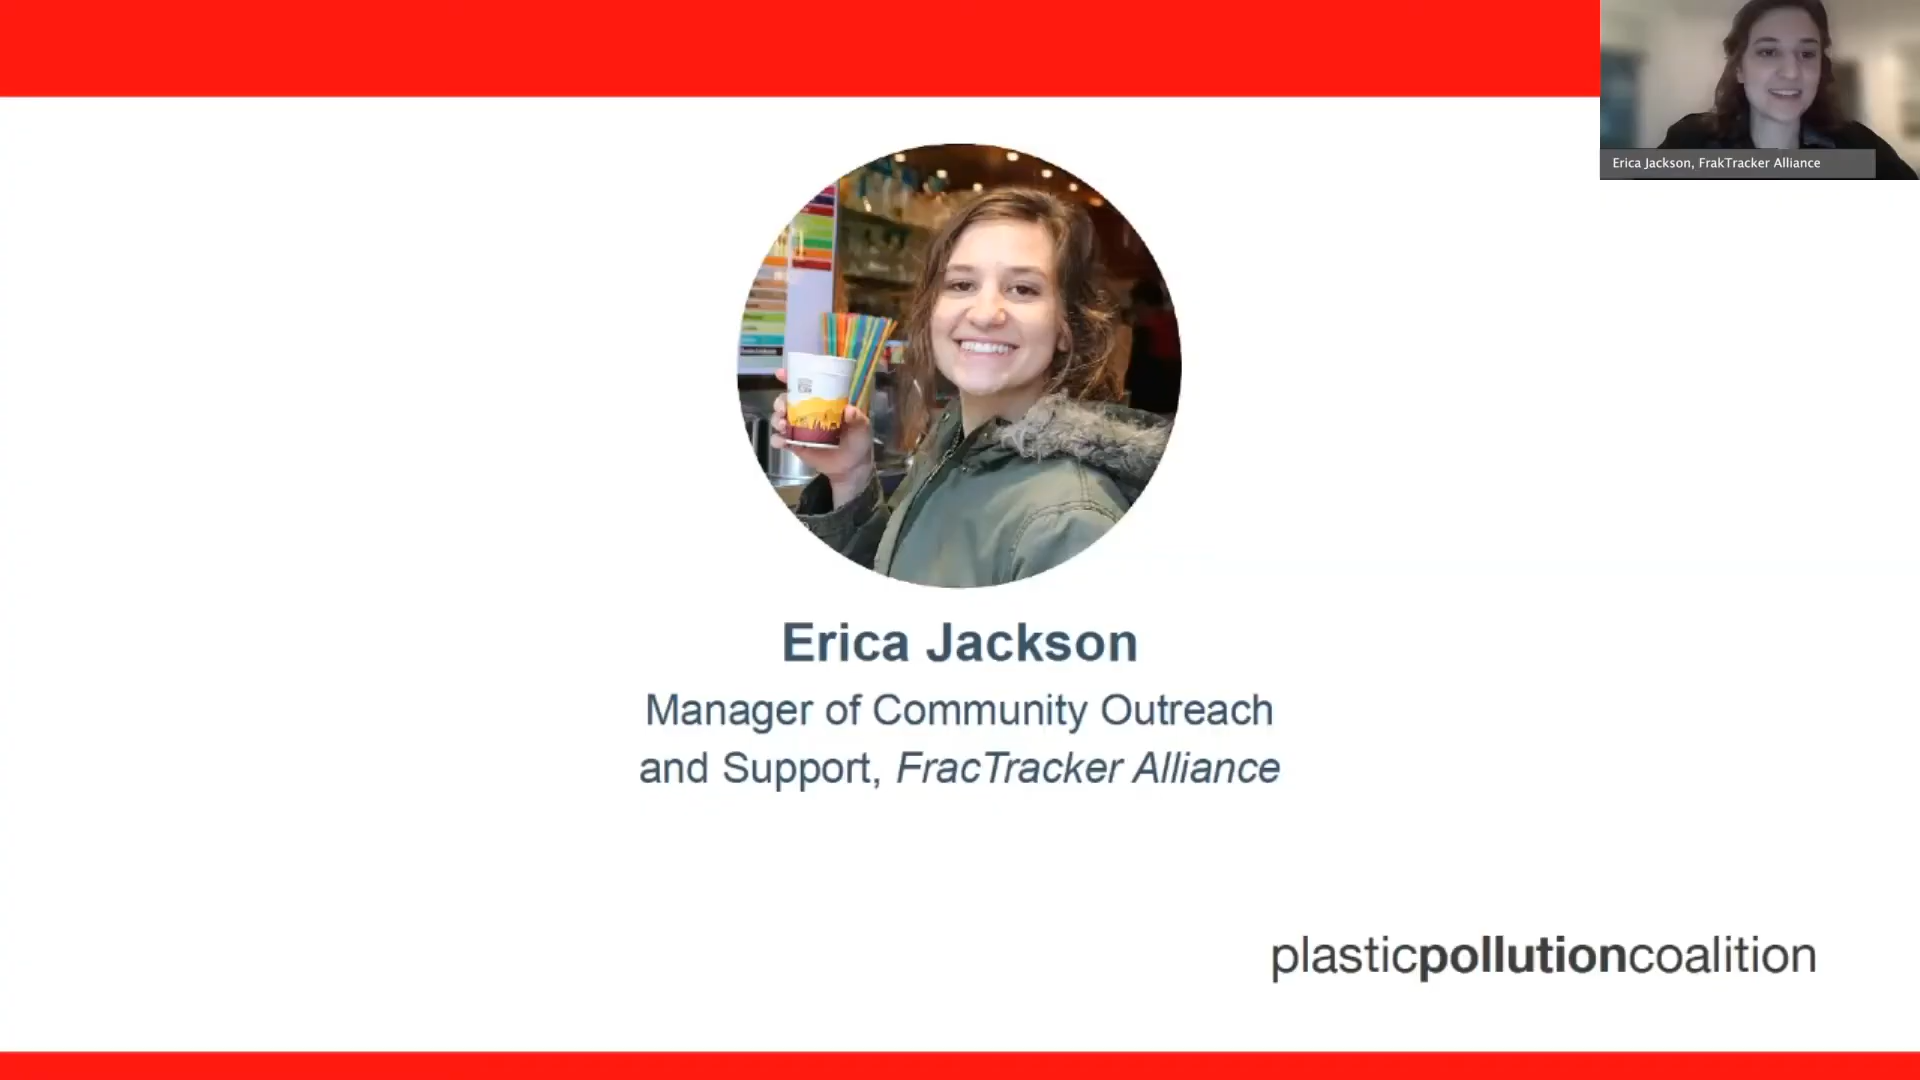 Erica Jackson, FrakTracker Alliance
Erica Jackson
Manager of Community Outreach
and Support, FracTracker Alliance
plasticpollutioncoalition